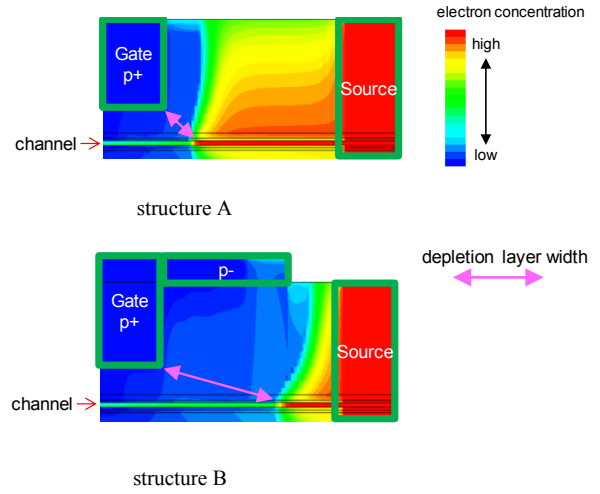 electron concentration
high
low
Gate
p+
Source
channel
structure A
depletion layer width
p-
Gate
p+
Source
channel
structure B